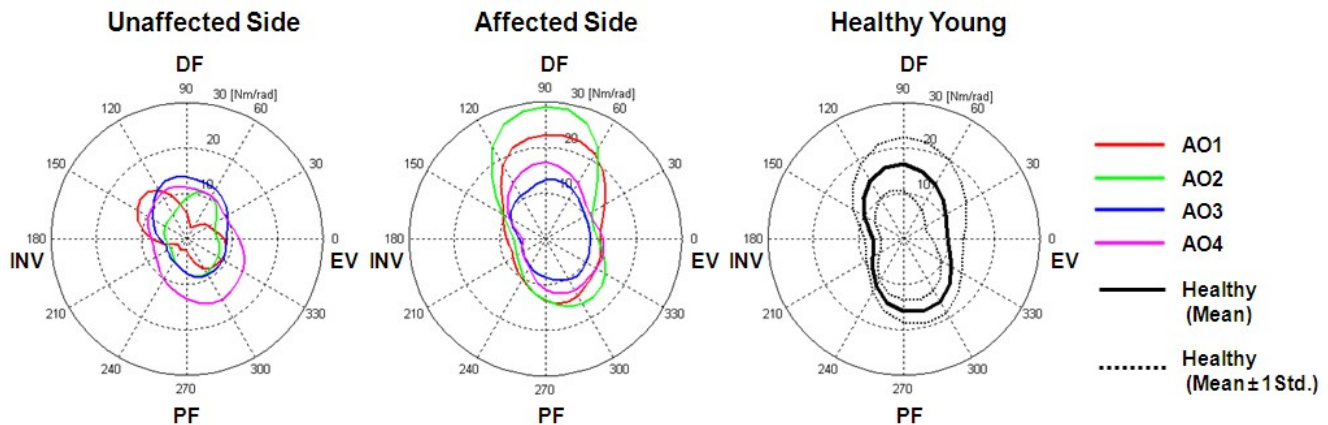 Unaffected Side
DF
90
30 [Nm/rad]
120
60
20
150
30
10
180
0
INV
EV
210
330
240
300
270
PF
Affected Side
DF
90
30 [Nm/rad]
120
60
20
150
30
10
180
0
INV
EV
210
330
240
300
270
PF
Healthy Young
DF
90
30 [Nm/rad]
120
60
20
150
30
10
180
0
INV
EV
210
330
240
300
270
PF
AO1
AO2
AO3
AO4
Healthy
(Mean)
Healthy
(Mean ± 1 Std.)